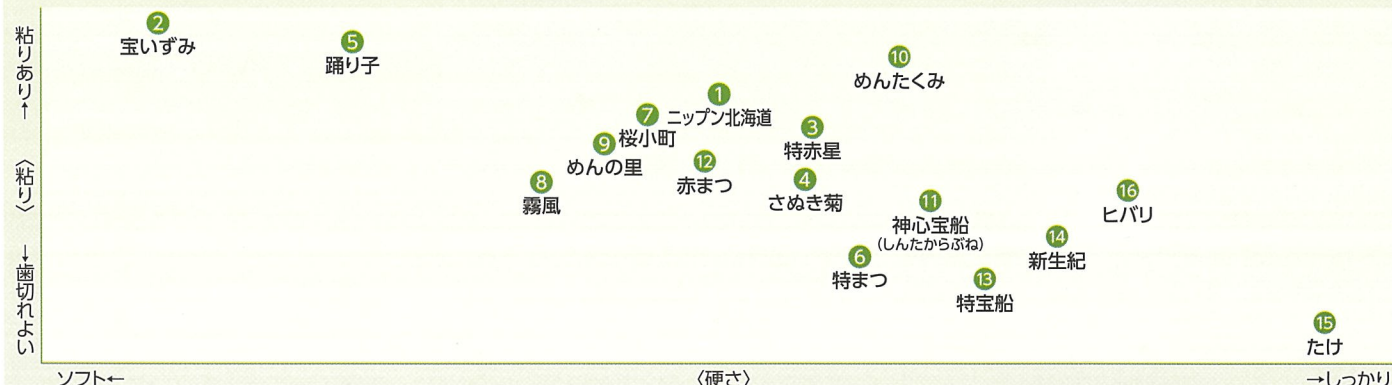 粘りあり←
〈粘り〉
→歯切れよい
2
宝いずみ
5
踊り子
10
めんたくみ
1
ニップン北海道
7
桜小町
3
特赤星
9
めんの里
12
赤まつ
4
さぬき菊
8
霧風
16
ヒバリ
11
神心宝船
(しんたからぶね)
14
新生紀
6
特まつ
13
特宝船
15
たけ
ソフト←
〈硬さ〉
→しっかり